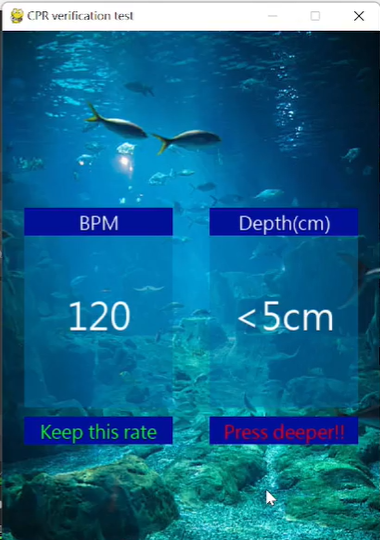 CPR verification test
BPM
Depth(cm)
120
<5cm
Keep this rate
Press deeper!!